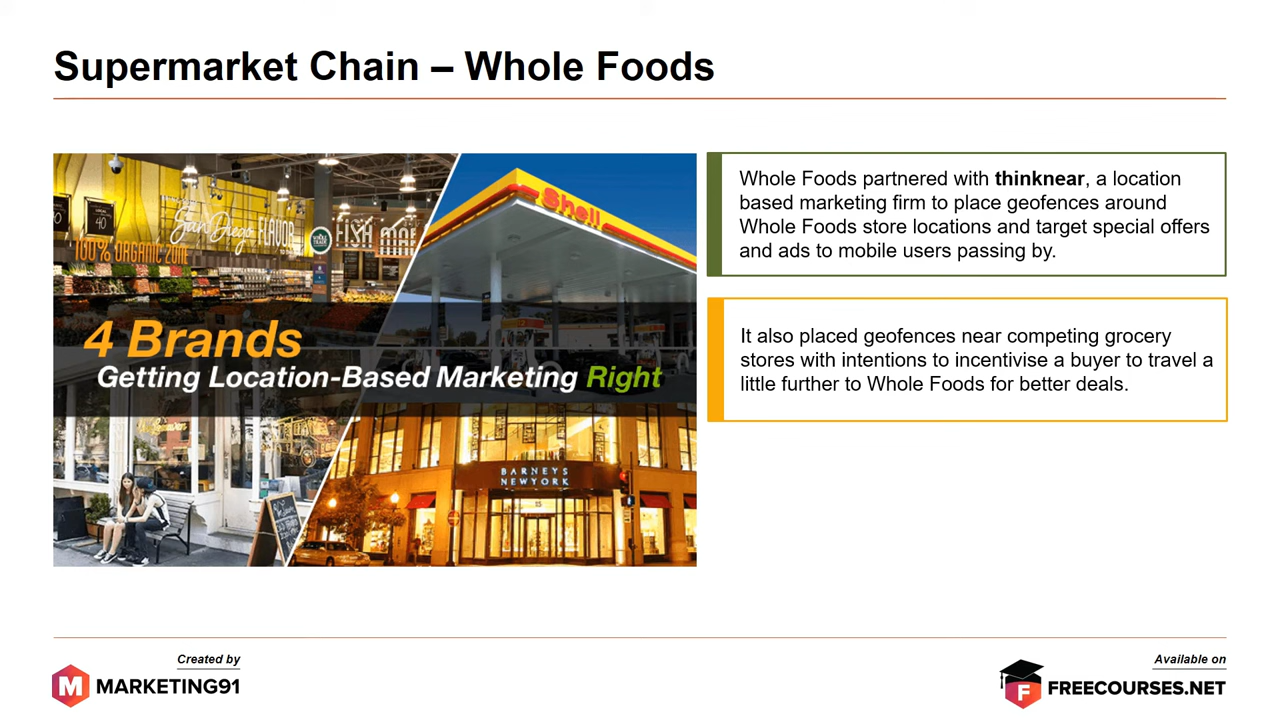 Supermarket Chain – Whole Foods
San Diego FLAVOR
FISH MAR
100% ORGANIC ZONE
40
Shell
4 Brands
Getting Location-Based Marketing Right
BARNEYS
NEWYORK
Whole Foods partnered with thinknear, a location
based marketing firm to place geofences around
Whole Foods store locations and target special offers
and ads to mobile users passing by.
It also placed geofences near competing grocery
stores with intentions to incentivise a buyer to travel a
little further to Whole Foods for better deals.
Created by
M MARKETING91
Available on
F FREECOURSES.NET